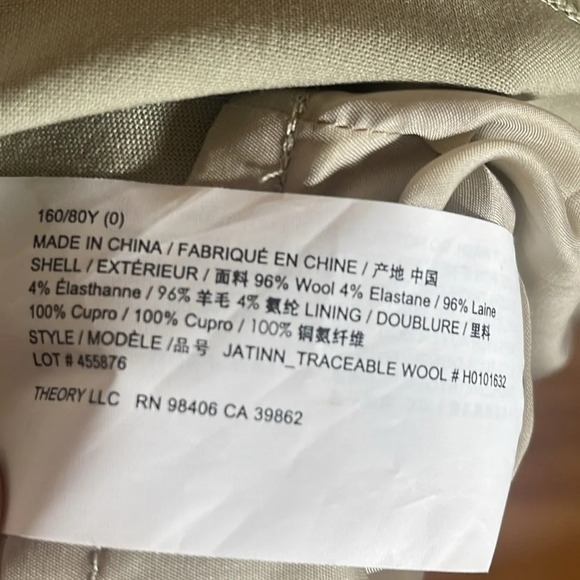 160/80Y (0)
MADE IN CHINA / FABRIQUÉ EN CHINE / 产地 中国
SHELL / EXTÉRIEUR / 面料 96% Wool 4% Elastane / 96% Laine
4% Élasthanne / 96% 羊毛 4% 氨纶 LINING / DOUBLURE / 里料
100% Cupro / 100% Cupro / 100% 铜氨纤维
STYLE / MODÈLE /品 号 JATINN_TRACEABLE WOOL # H0101632
LOT # 455876
THEORY LLC RN 98406 CA 39862